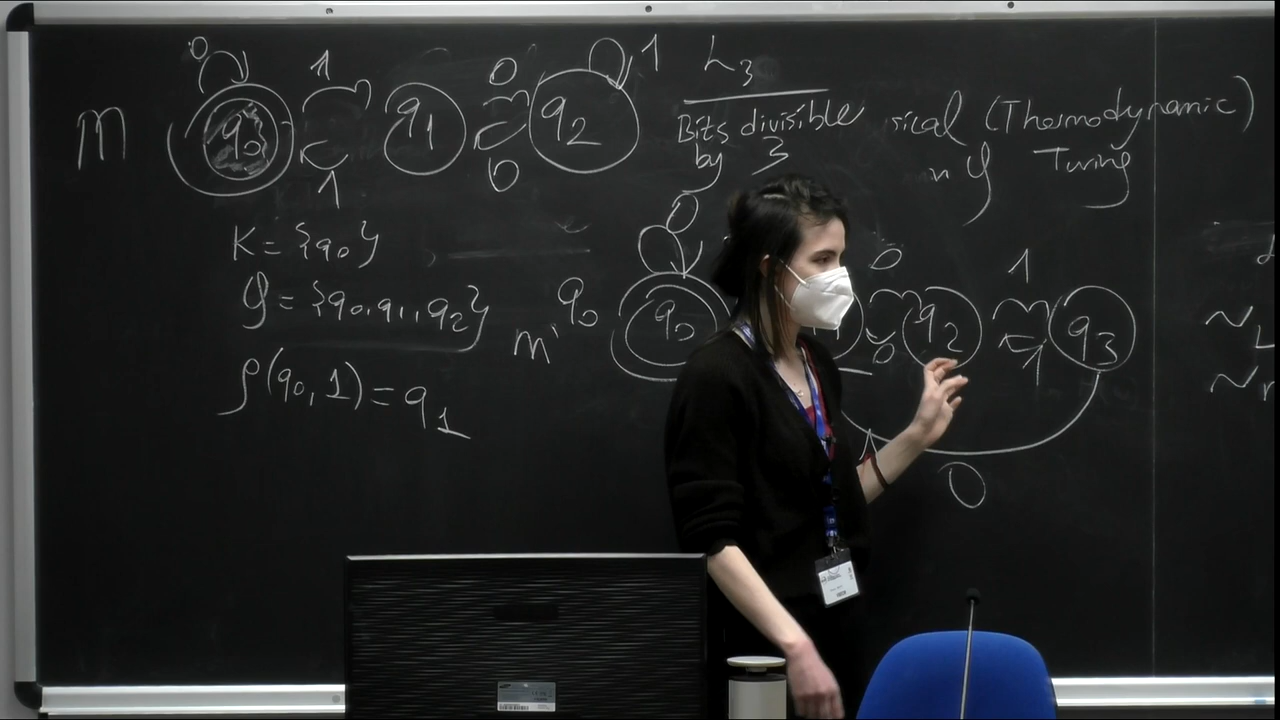 0 1 0 1 L₃
M q₀ q₁ q₂ Bits divisible
by 3
1 0
sical (Thermodynamic)
Turing
K = {q₀}
Q = {q₀, q₁, q₂}
ρ(q₀, 1) = q₁
0 0 1
m' q₀ q₀ q₂ q₃
0 1
1 0